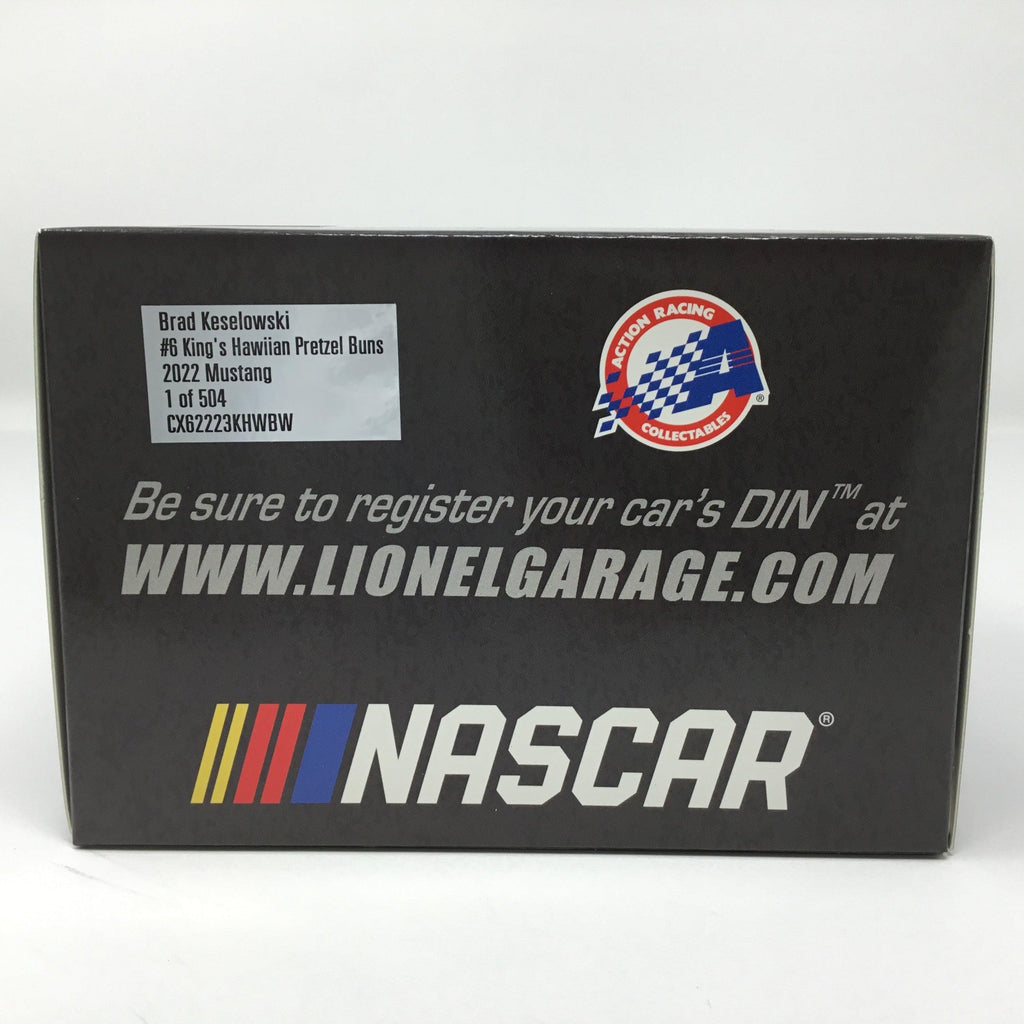 Brad Keselowski
#6 King's Hawiian Pretzel Buns
2022 Mustang
1 of 504
CX62223KHWBW
ACTION RACING
COLLECTABLES
®
Be sure to register your car's DIN™ at
WWW.LIONELGARAGE.COM
NASCAR®